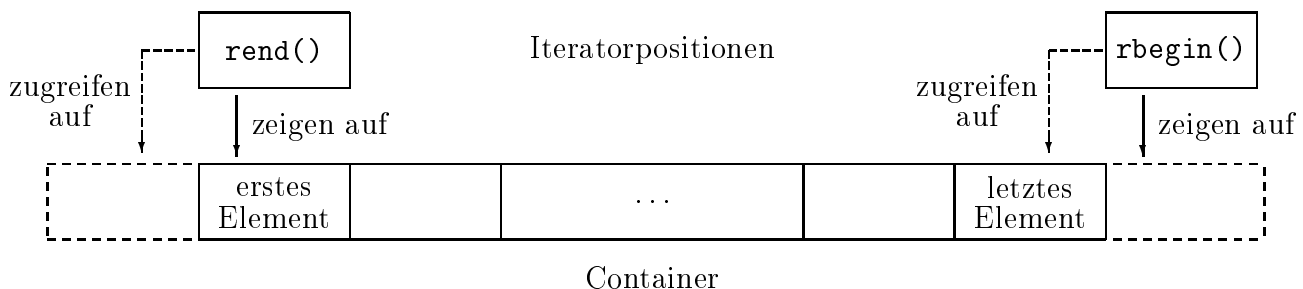 rend()
Iteratorpositionen
rbegin()
zugreifen
auf
zeigen auf
zugreifen
auf
zeigen auf
erstes
Element
...
letztes
Element
Container